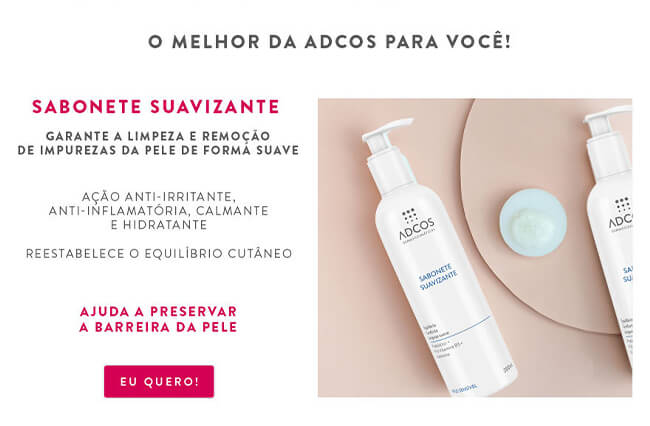 O MELHOR DA ADCOS PARA VOCÊ!
SABONETE SUAVIZANTE
GARANTE A LIMPEZA E REMOÇÃO
DE IMPUREZAS DA PELE DE FORMA SUAVE
AÇÃO ANTI-IRRITANTE,
ANTI-INFLAMATÓRIA, CALMANTE
E HIDRATANTE
REESTABELECE O EQUILÍBRIO CUTÂNEO
AJUDA A PRESERVAR
A BARREIRA DA PELE
EU QUERO!
ADCOS
SABONETE
SUAVIZANTE
ADCOS
SABON
SUAVIZA